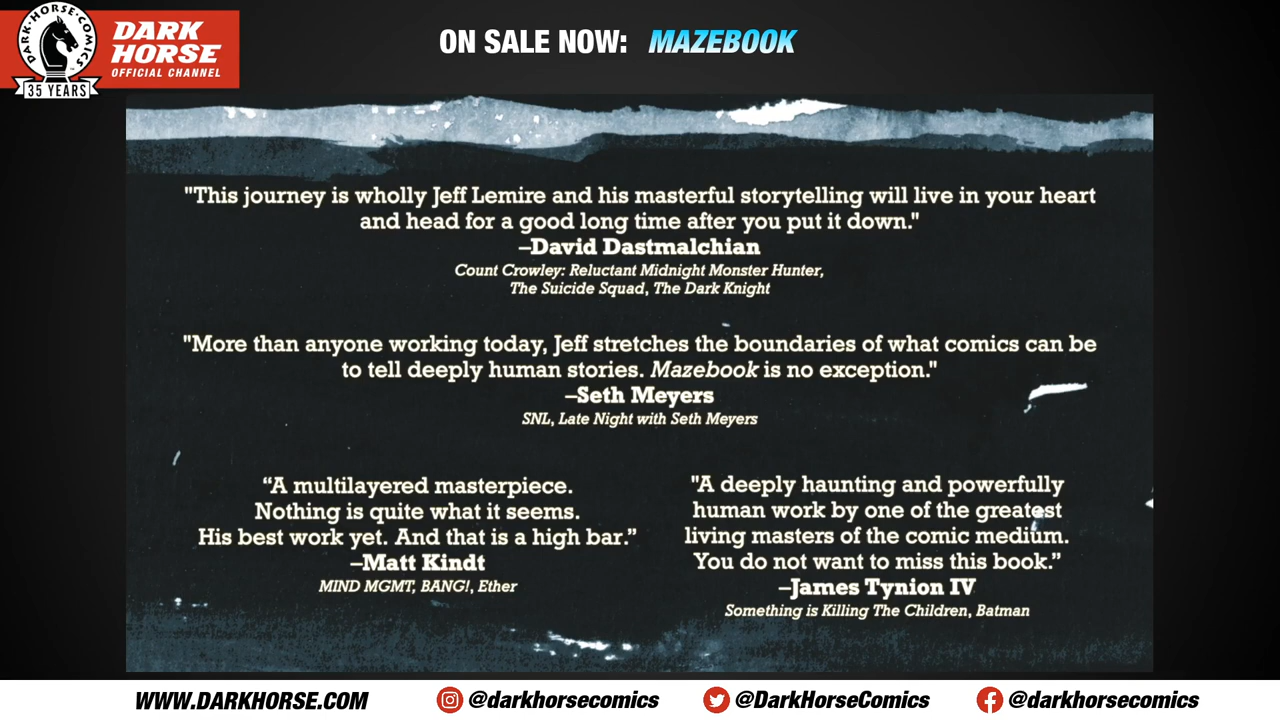 DARK HORSE COMICS
35 YEARS
DARK
HORSE
OFFICIAL CHANNEL
ON SALE NOW: MAZEBOOK
"This journey is wholly Jeff Lemire and his masterful storytelling will live in your heart
and head for a good long time after you put it down."
–David Dastmalchian
Count Crowley: Reluctant Midnight Monster Hunter,
The Suicide Squad, The Dark Knight
"More than anyone working today, Jeff stretches the boundaries of what comics can be
to tell deeply human stories. Mazebook is no exception."
–Seth Meyers
SNL, Late Night with Seth Meyers
“A multilayered masterpiece.
Nothing is quite what it seems.
His best work yet. And that is a high bar.”
–Matt Kindt
MIND MGMT, BANG!, Ether
"A deeply haunting and powerfully
human work by one of the greatest
living masters of the comic medium.
You do not want to miss this book.”
–James Tynion IV
Something is Killing The Children, Batman
WWW.DARKHORSE.COM
@darkhorsecomics
@DarkHorseComics
@darkhorsecomics